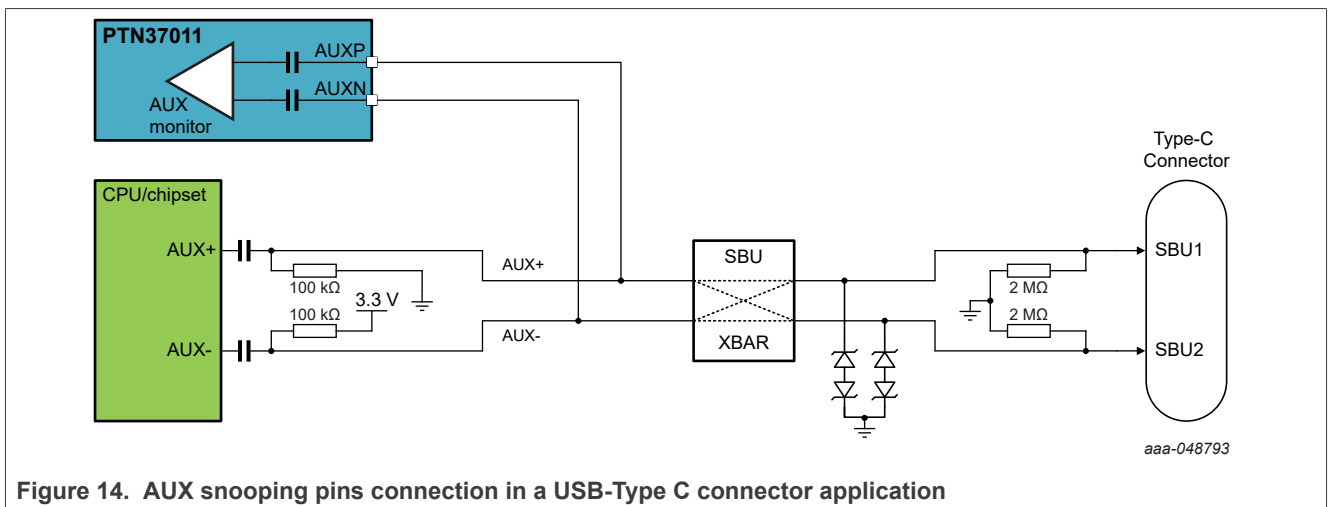 PTN37011
AUXP
AUXN
AUX
monitor
CPU/chipset
AUX+
100 kΩ
3.3 V
100 kΩ
AUX-
AUX+
AUX-
SBU
XBAR
2 MΩ
2 MΩ
Type-C
Connector
SBU1
SBU2
aaa-048793
Figure 14. AUX snooping pins connection in a USB-Type C connector application